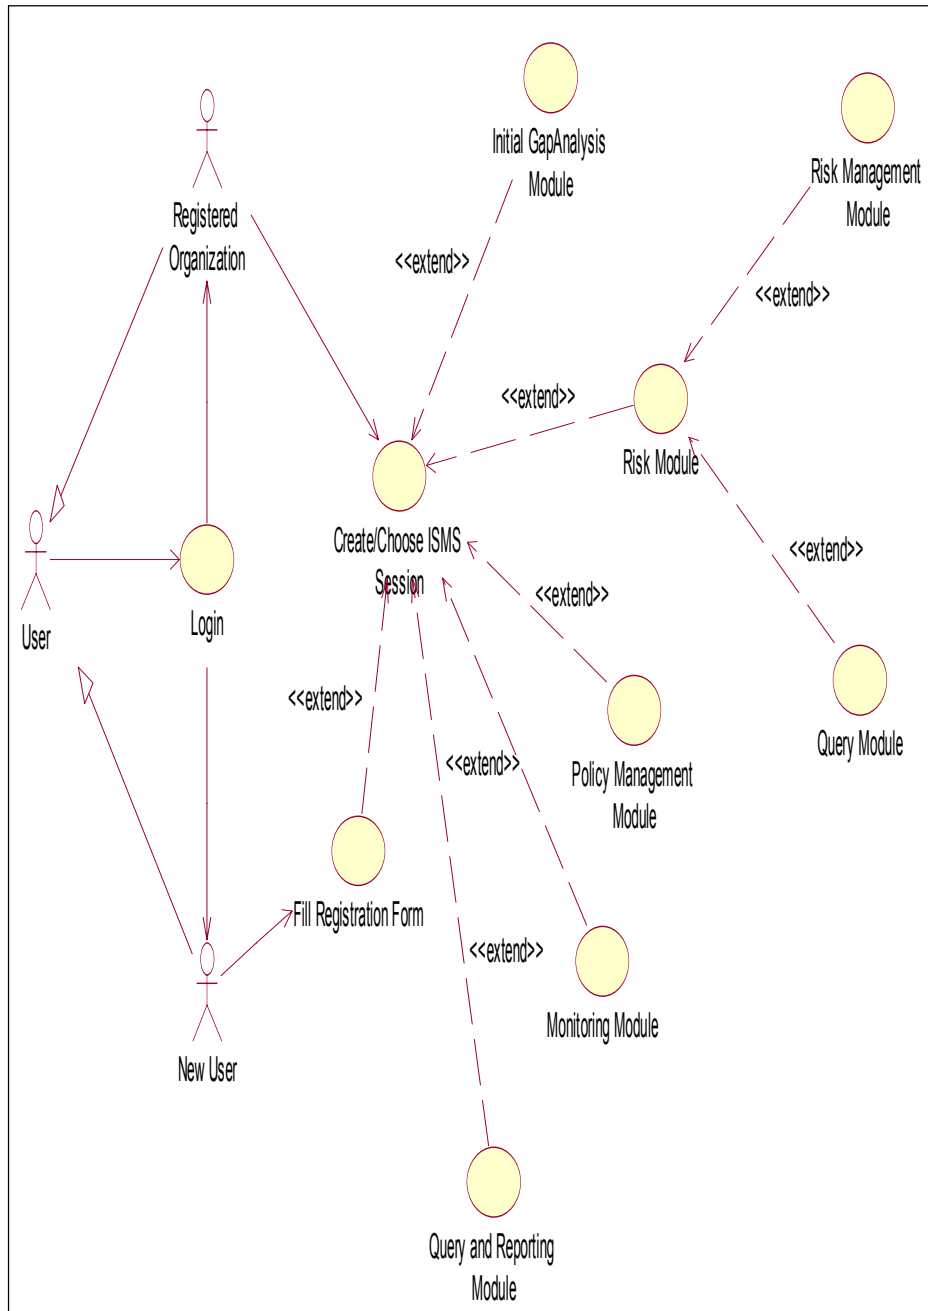 Initial GapAnalysis
Module
Risk Management
Module
Registered
Organization
<<extend>>
<<extend>>
<<extend>>
Risk Module
Create/Choose ISMS
Session
<<extend>>
<<extend>>
User
Login
<<extend>>
Query Module
<<extend>>
Policy Management
Module
Fill Registration Form
<<extend>>
Monitoring Module
New User
Query and Reporting
Module